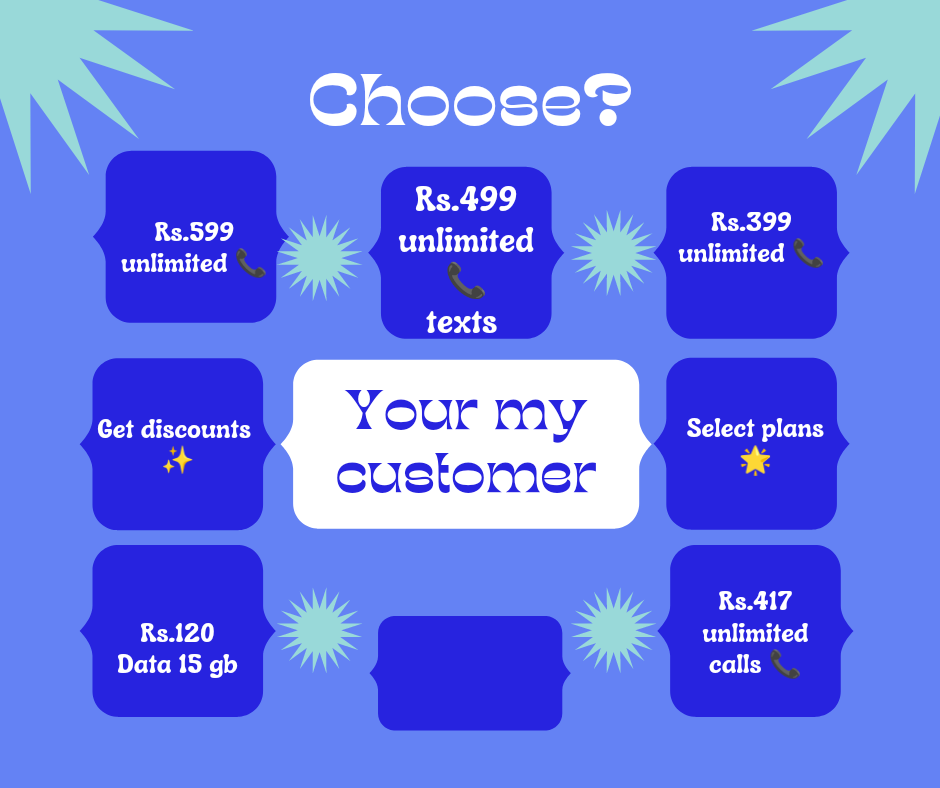 Choose?
Rs.599
unlimited 📞
Rs.499
unlimited
📞
texts
Rs.399
unlimited 📞
Get discounts
✨
Your my
customer
Select plans
🌟
Rs.120
Data 15 gb
Rs.417
unlimited
calls 📞